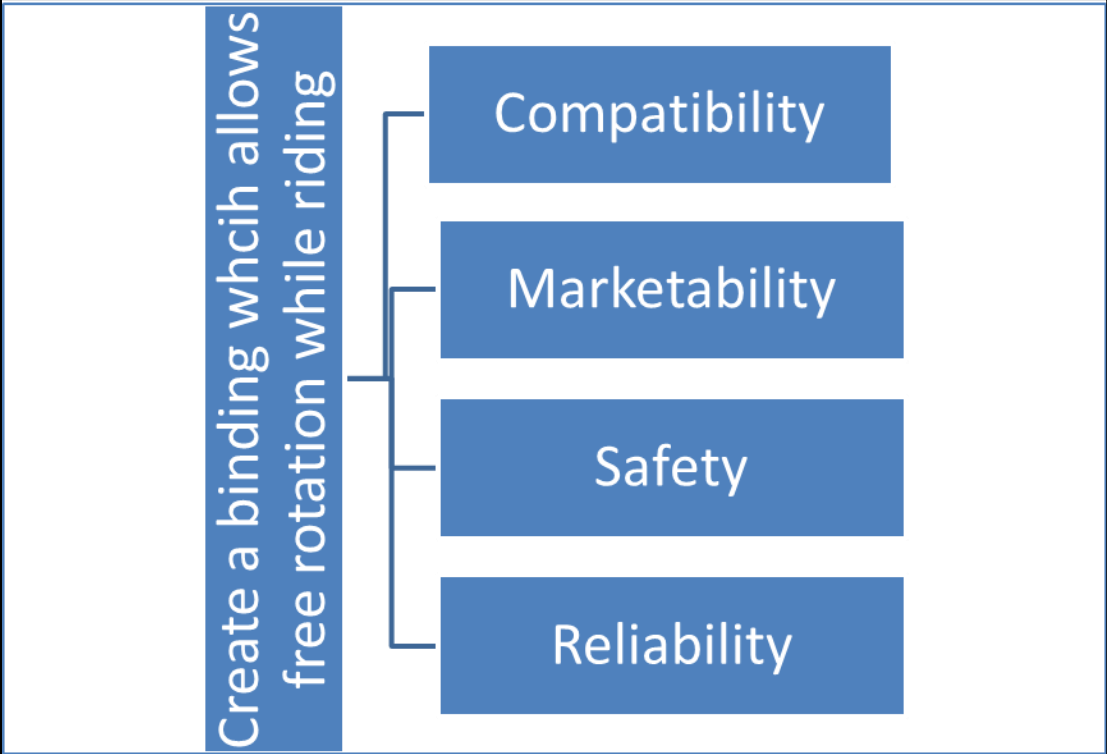 Create a binding whcih allows
free rotation while riding
Compatibility
Marketability
Safety
Reliability